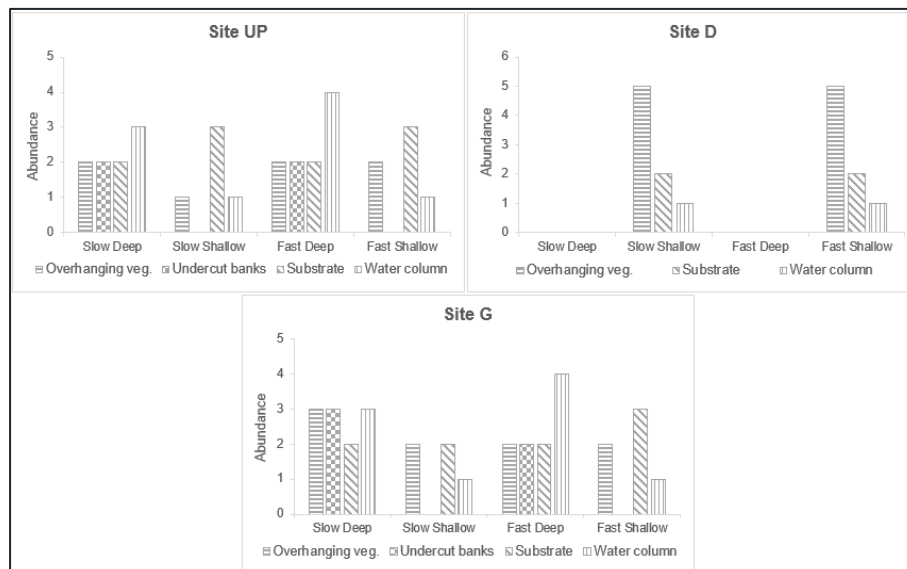 Site UP
5
4
3
2
1
0
Abundance
Slow Deep Slow Shallow Fast Deep Fast Shallow
Overhanging veg. Undercut banks Substrate Water column
Site D
6
5
4
3
2
1
0
Abundance
Slow Deep Slow Shallow Fast Deep Fast Shallow
Overhanging veg. Substrate Water column
Site G
5
4
3
2
1
0
Abundance
Slow Deep Slow Shallow Fast Deep Fast Shallow
Overhanging veg. Undercut banks Substrate Water column